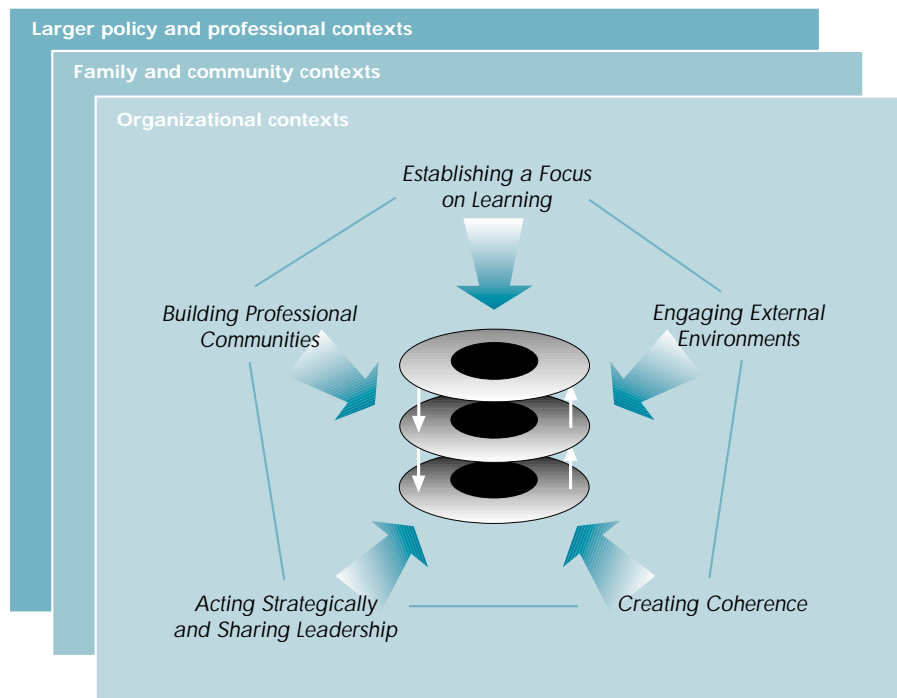 Larger policy and professional contexts
Family and community contexts
Organizational contexts
Establishing a Focus
on Learning
Building Professional
Communities
Engaging External
Environments
Acting Strategically
and Sharing Leadership
Creating Coherence